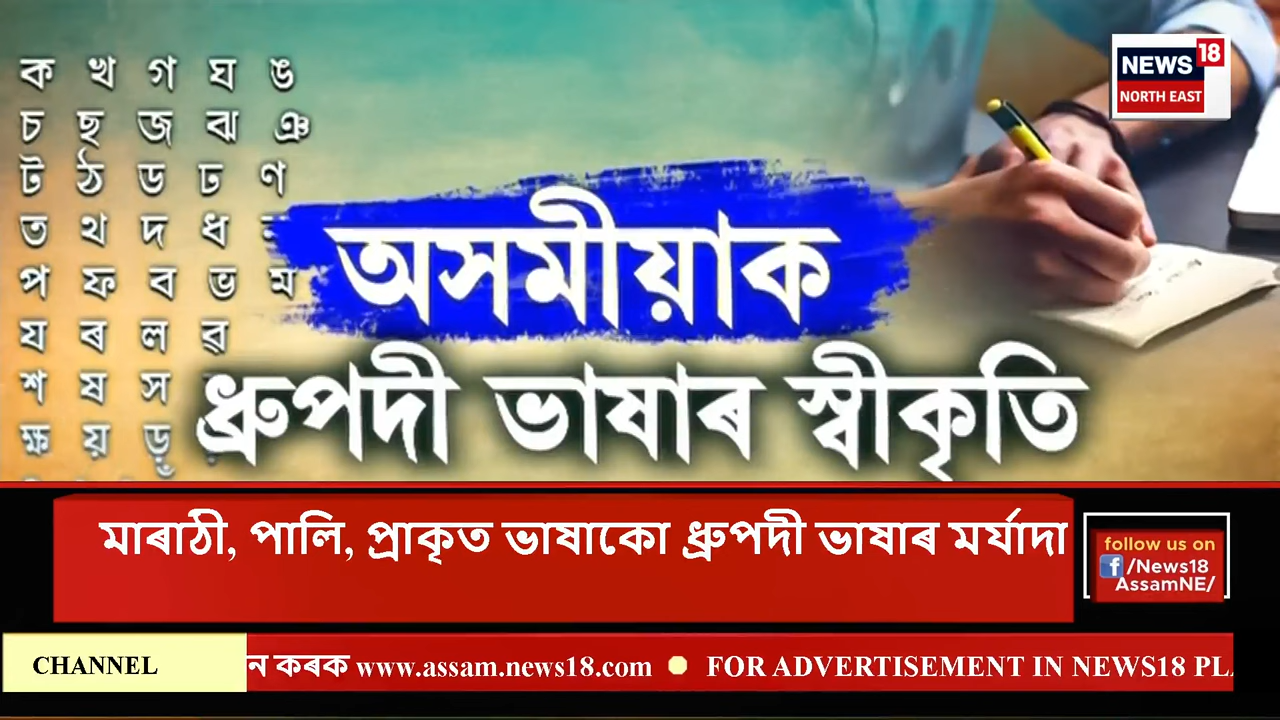 NEWS 18
NORTH EAST
ক খ গ ঘ ঙ
চ ছ জ ঝ ঞ
ট ঠ ড ঢ ণ
ত থ দ ধ
প ফ ব ভ ম
য ৰ ল ৱ
শ ষ স
ক্ষ য় ড়
অসমীয়াক
ধ্ৰুপদী ভাষাৰ স্বীকৃতি
মাৰাঠী, পালি, প্ৰাকৃত ভাষাকো ধ্ৰুপদী ভাষাৰ মৰ্যাদা
follow us on
/News18
AssamNE/
CHANNEL
ন কৰক www.assam.news18.com FOR ADVERTISEMENT IN NEWS18